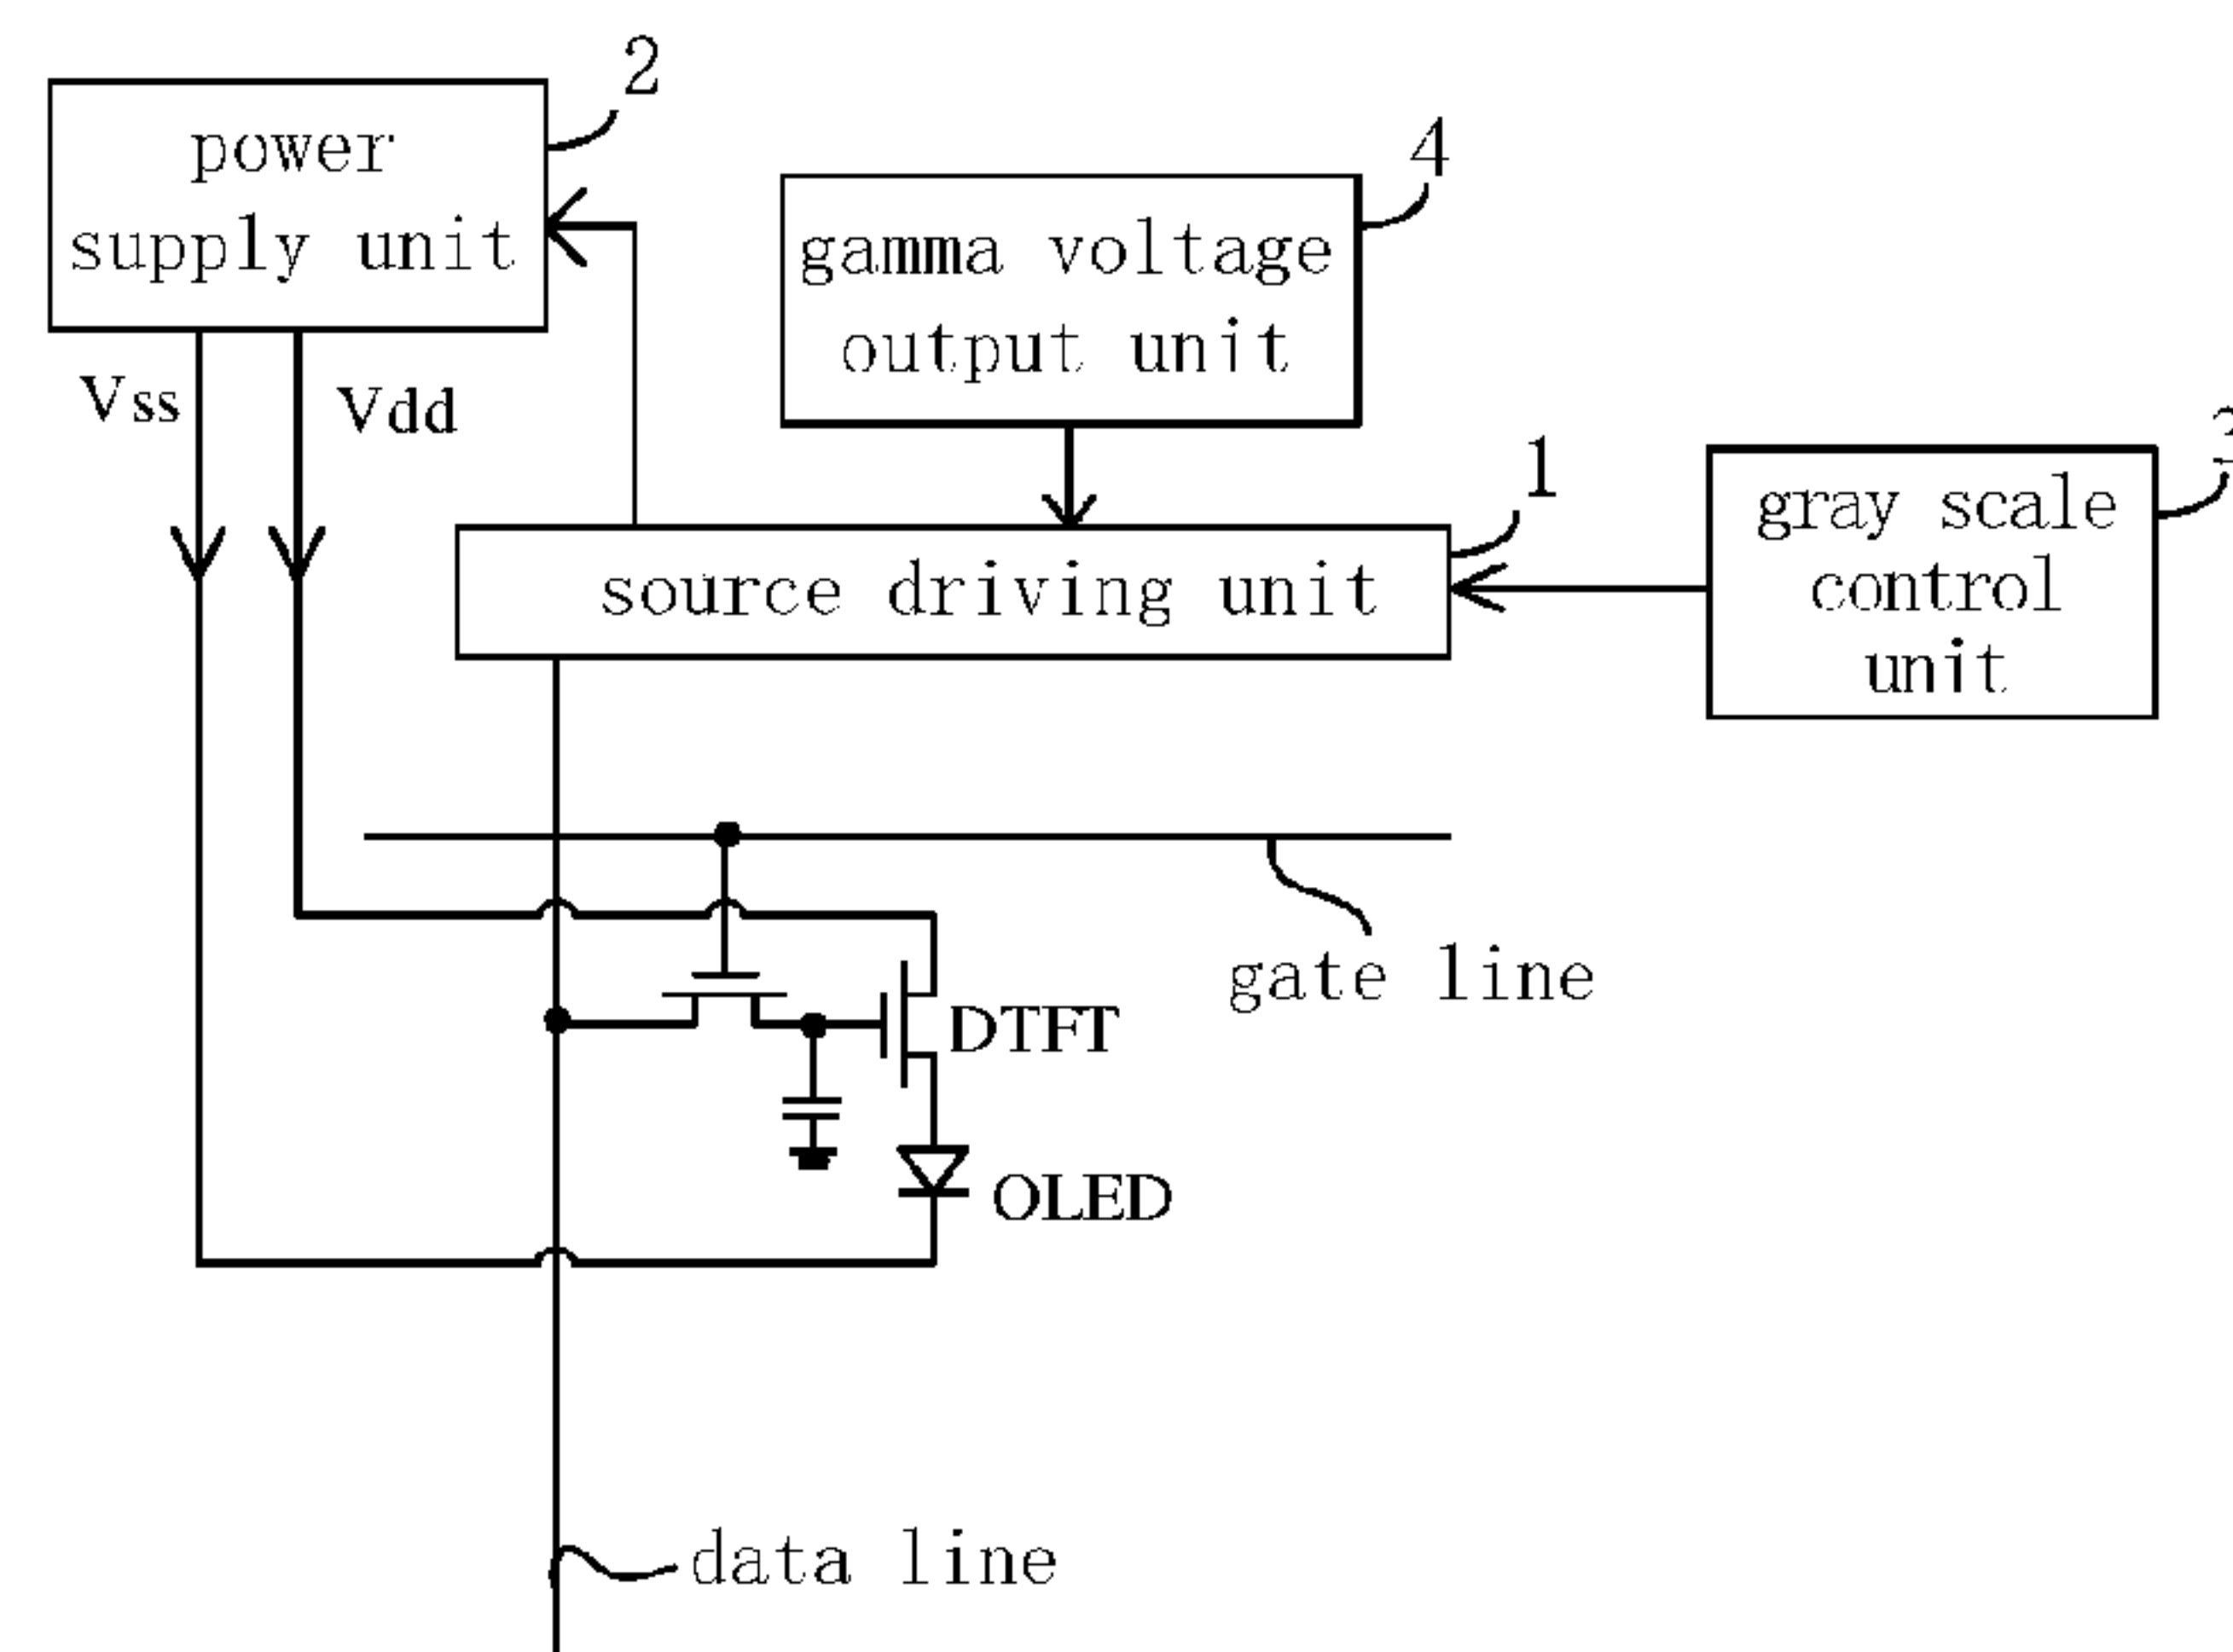 2
power
supply unit
4
gamma voltage
output unit
Vss
Vdd
1
3
source driving unit
gray scale
control
unit
gate line
DTFT
OLED
data line